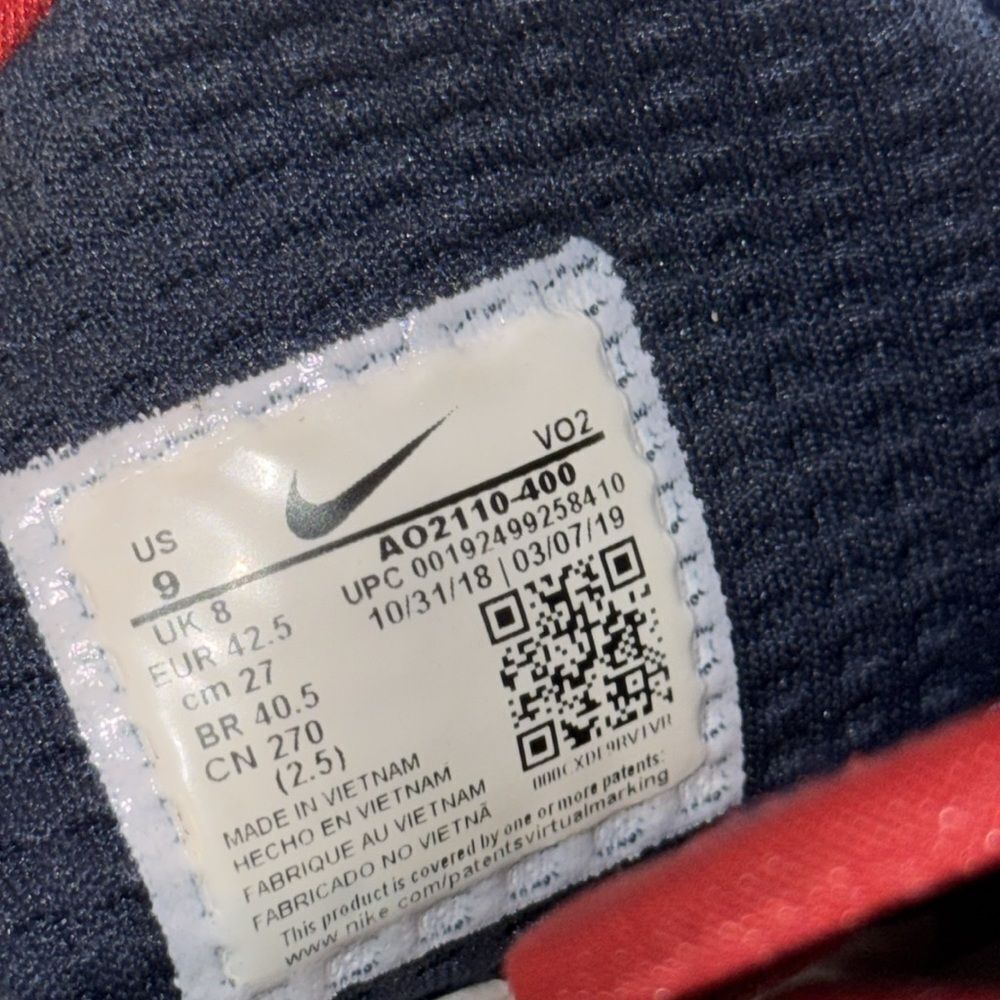 US
9
VO2
AO2110-400
UPC 00192499258410
10/31/18 | 03/07/19
UK 8
EUR 42.5
cm 27
BR 40.5
CN 270
(2.5)
MADE IN VIETNAM
HECHO EN VIETNAM
FABRIQUE AU VIETNAM
FABRICADO NO VIETNÃ
This product is covered by one or more patents:
www.nike.com/patentsvirtualmarking